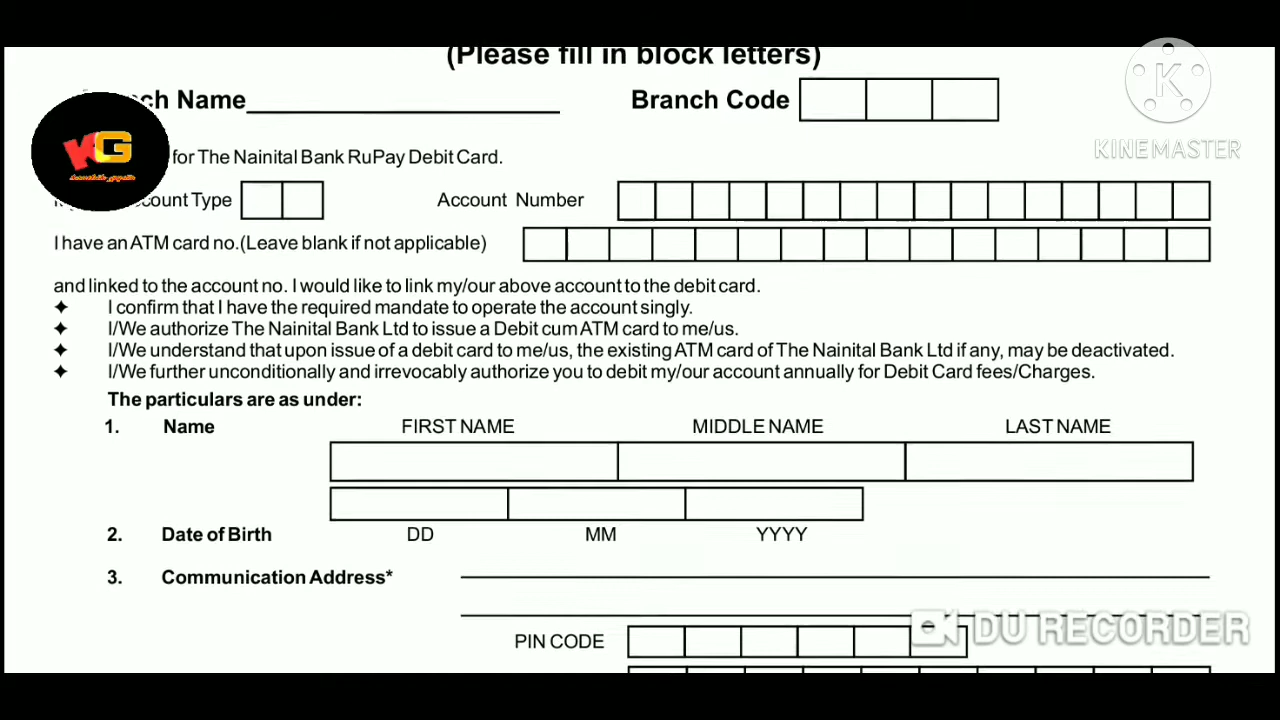 (Please fill in block letters)
ch Name Branch Code
K
KINEMASTER
KG
for The Nainital Bank RuPay Debit Card.
ount Type Account Number
I have an ATM card no.(Leave blank if not applicable)
and linked to the account no. I would like to link my/our above account to the debit card.
✦ I confirm that I have the required mandate to operate the account singly.
✦ I/We authorize The Nainital Bank Ltd to issue a Debit cum ATM card to me/us.
✦ I/We understand that upon issue of a debit card to me/us, the existing ATM card of The Nainital Bank Ltd if any, may be deactivated.
✦ I/We further unconditionally and irrevocably authorize you to debit my/our account annually for Debit Card fees/Charges.
The particulars are as under:
1. Name FIRST NAME MIDDLE NAME LAST NAME
2. Date of Birth DD MM YYYY
3. Communication Address*
PIN CODE
DU RECORDER